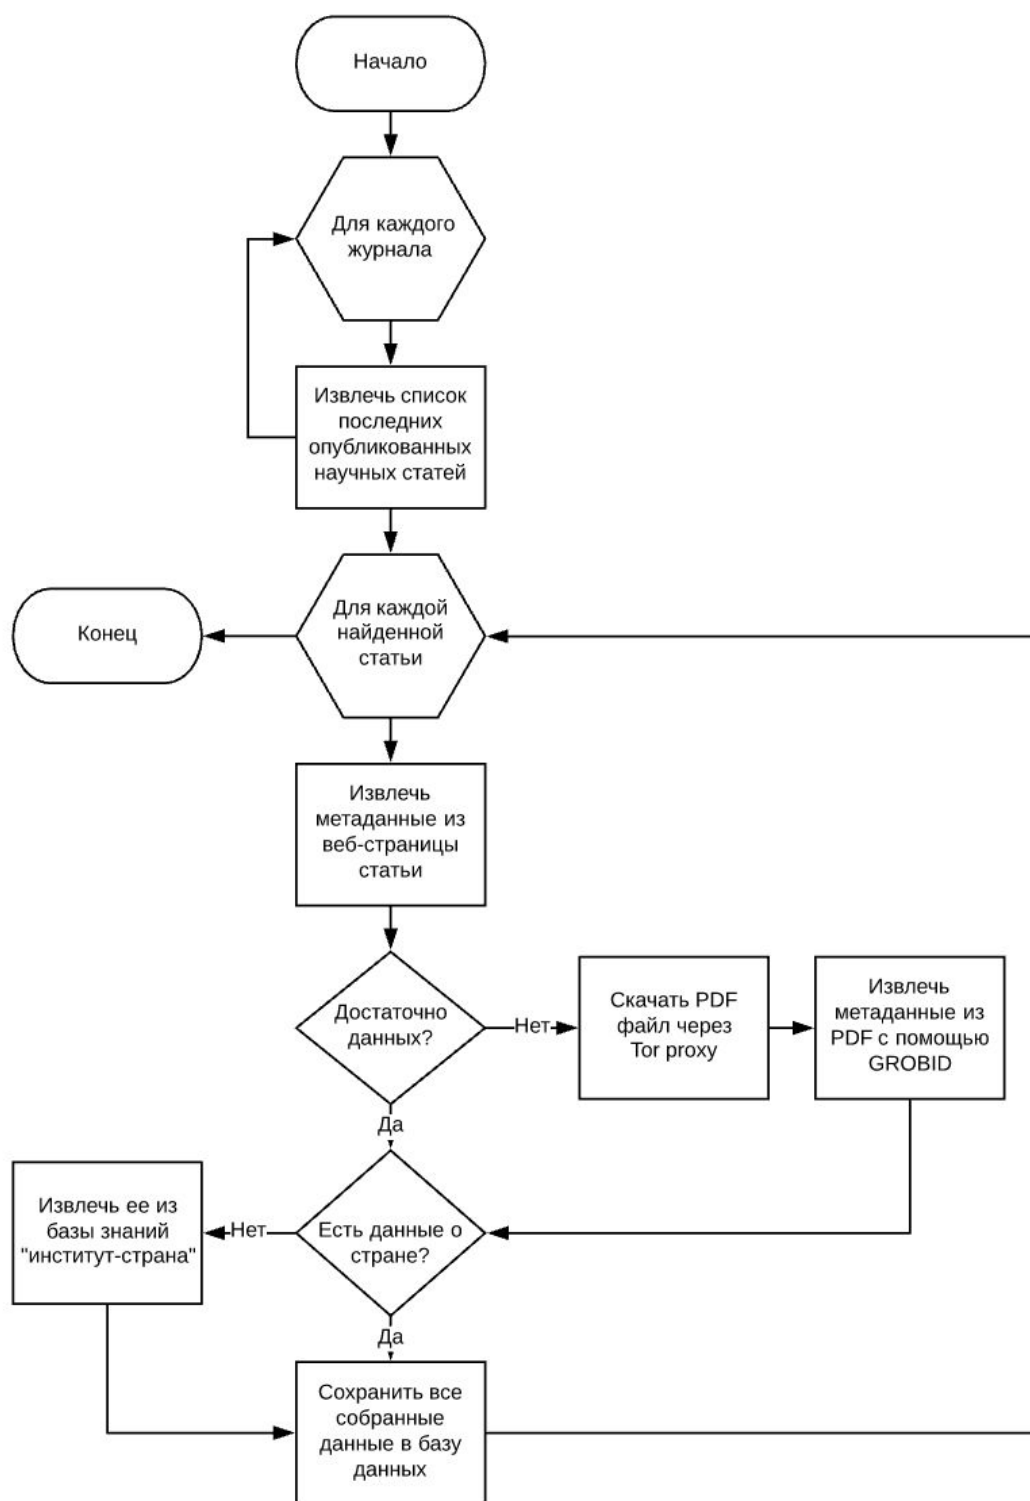 Начало
Для каждого
журнала
Извлечь список
последних
опубликованных
научных статей
Для каждой
найденной
статьи
Конец
Извлечь
метаданные из
веб-страницы
статьи
Достаточно
данных?
Нет
Скачать PDF
файл через
Tor proxy
Извлечь
метаданные из
PDF с помощью
GROBID
Да
Есть данные о
стране?
Нет
Извлечь ее из
базы знаний
"институт-страна"
Да
Сохранить все
собранные
данные в базу
данных